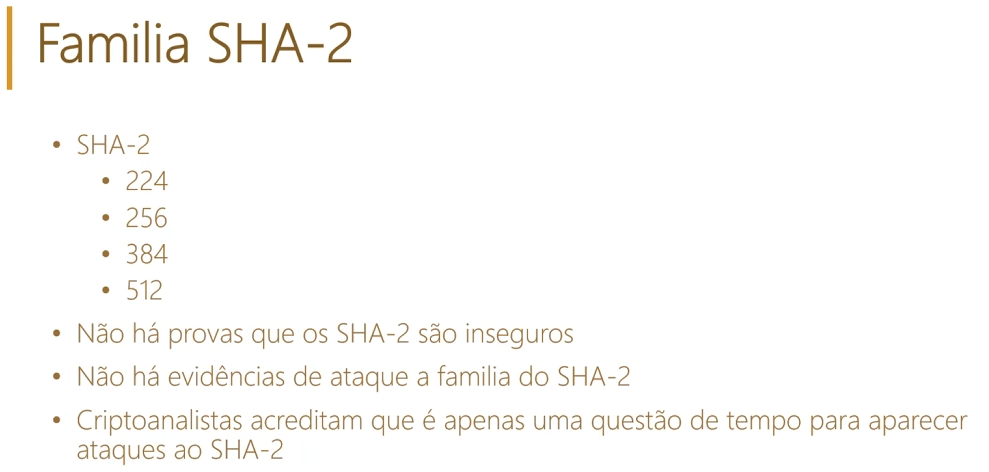 Familia SHA-2
• SHA-2
• 224
• 256
• 384
• 512
• Não há provas que os SHA-2 são inseguros
• Não há evidências de ataque a familia do SHA-2
• Criptoanalistas acreditam que é apenas uma questão de tempo para aparecer
ataques ao SHA-2